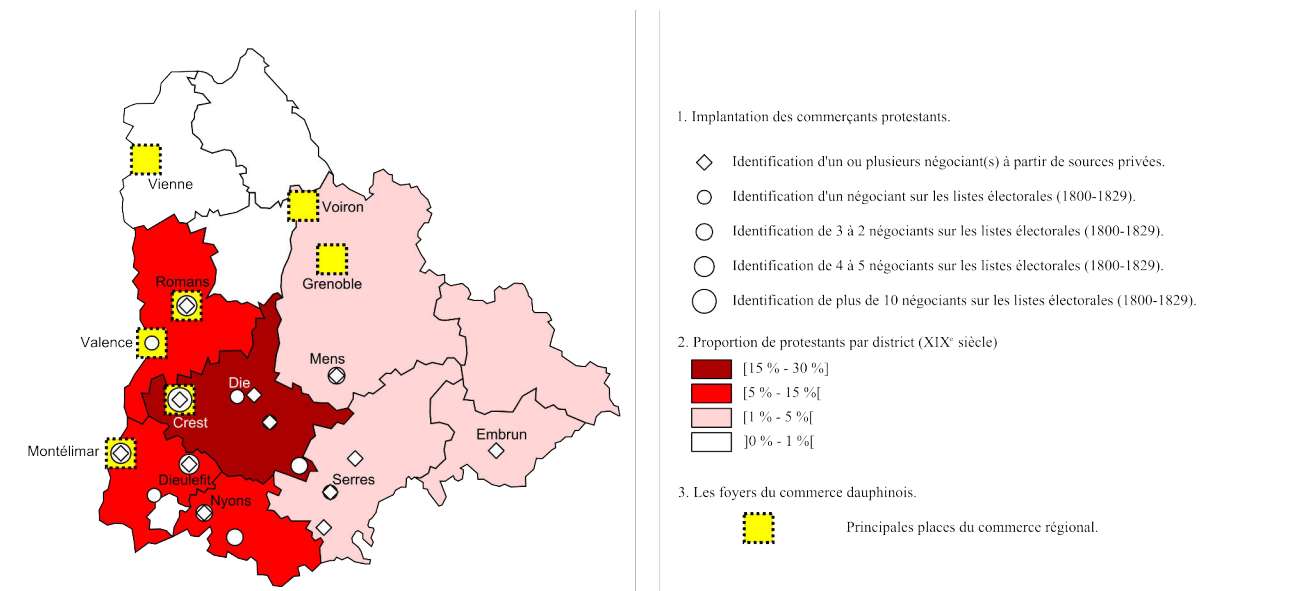 Vienne
Voiron
Grenoble
Romans
Valence
Mens
Die
Crest
Embrun
Montélimar
Dieulefit
Serres
Nyons
1. Implantation des commerçants protestants.
Identification d'un ou plusieurs négociant(s) à partir de sources privées.
Identification d'un négociant sur les listes électorales (1800-1829).
Identification de 3 à 2 négociants sur les listes électorales (1800-1829).
Identification de 4 à 5 négociants sur les listes électorales (1800-1829).
Identification de plus de 10 négociants sur les listes électorales (1800-1829).
2. Proportion de protestants par district (XIXe siècle)
[15 % - 30 %]
[5 % - 15 %[
[1 % - 5 %[
]0 % - 1 %[
3. Les foyers du commerce dauphinois.
Principales places du commerce régional.